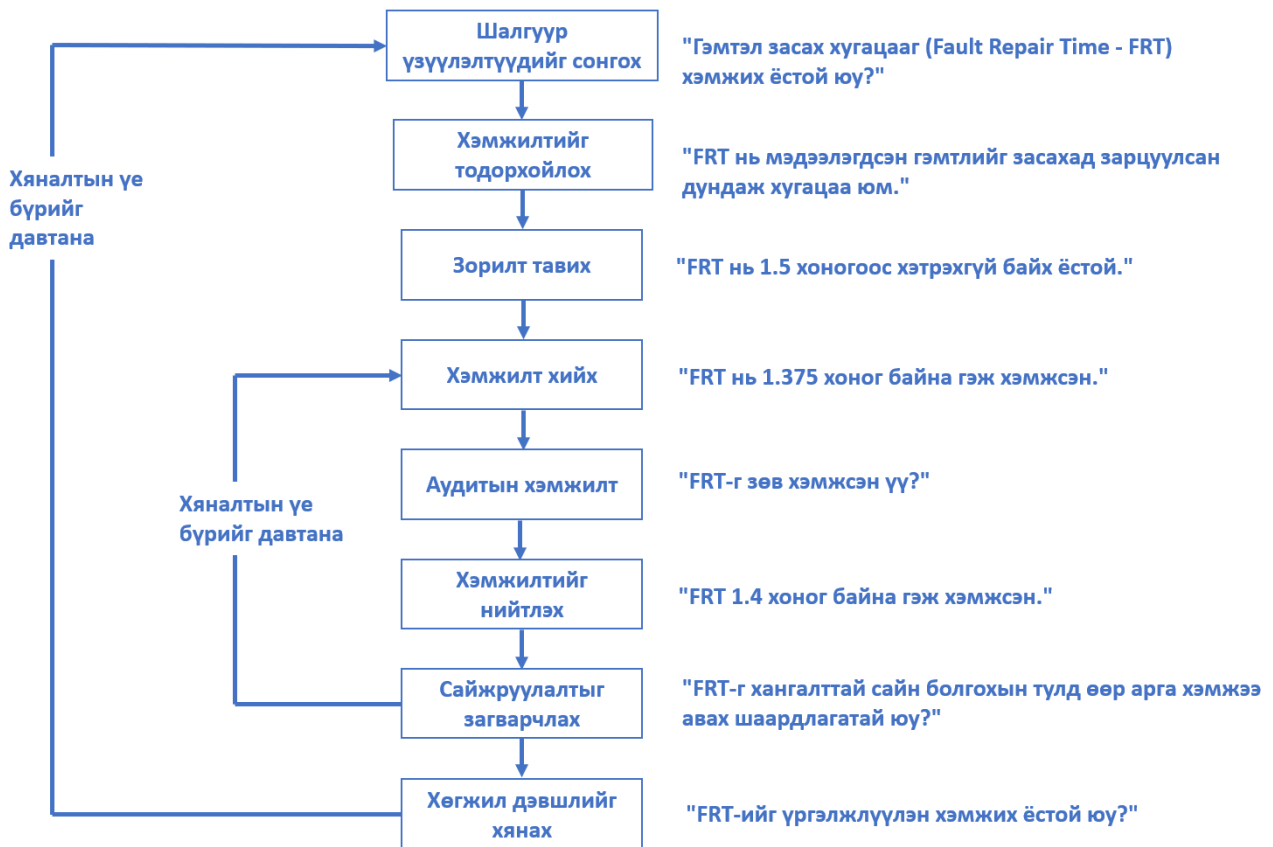 Шалгуур
үзүүлэлтүүдийг сонгох
"Гэмтэл засах хугацааг (Fault Repair Time - FRT)
хэмжих ёстой юу?"
Хэмжилтийг
тодорхойлох
"FRT нь мэдээлэгдсэн гэмтлийг засахад зарцуулсан
дундаж хугацаа юм."
Хяналтын үе
бүрийг
давтана
Зорилт тавих
"FRT нь 1.5 хоногоос хэтрэхгүй байх ёстой."
Хэмжилт хийх
"FRT нь 1.375 хоног байна гэж хэмжсэн."
Аудитын хэмжилт
"FRT-г зөв хэмжсэн үү?"
Хяналтын үе
бүрийг давтана
Хэмжилтийг
нийтлэх
"FRT 1.4 хоног байна гэж хэмжсэн."
Сайжруулалтыг
загварчлах
"FRT-г хангалттай сайн болгохын тулд өөр арга хэмжээ
авах шаардлагатай юу?"
Хөгжил дэвшлийг
хянах
"FRT-ийг үргэлжлүүлэн хэмжих ёстой юу?"